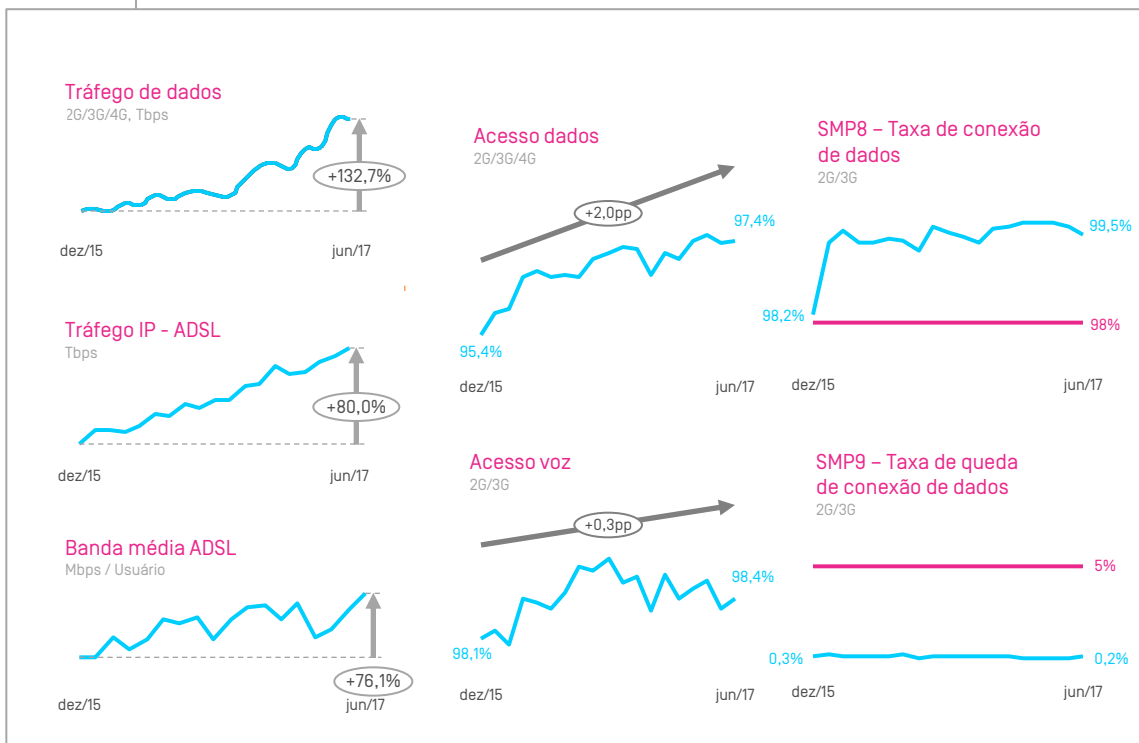 Tráfego de dados
2G/3G/4G, Tbps
+132,7%
dez/15
jun/17
Tráfego IP - ADSL
Tbps
+80,0%
dez/15
jun/17
Banda média ADSL
Mbps / Usuário
+76,1%
dez/15
jun/17
Acesso dados
2G/3G/4G
+2,0pp
97,4%
95,4%
dez/15
jun/17
Acesso voz
2G/3G
+0,3pp
98,4%
98,1%
dez/15
jun/17
SMP8 – Taxa de conexão
de dados
2G/3G
99,5%
98,2%
98%
dez/15
jun/17
SMP9 – Taxa de queda
de conexão de dados
2G/3G
5%
0,3%
0,2%
dez/15
jun/17